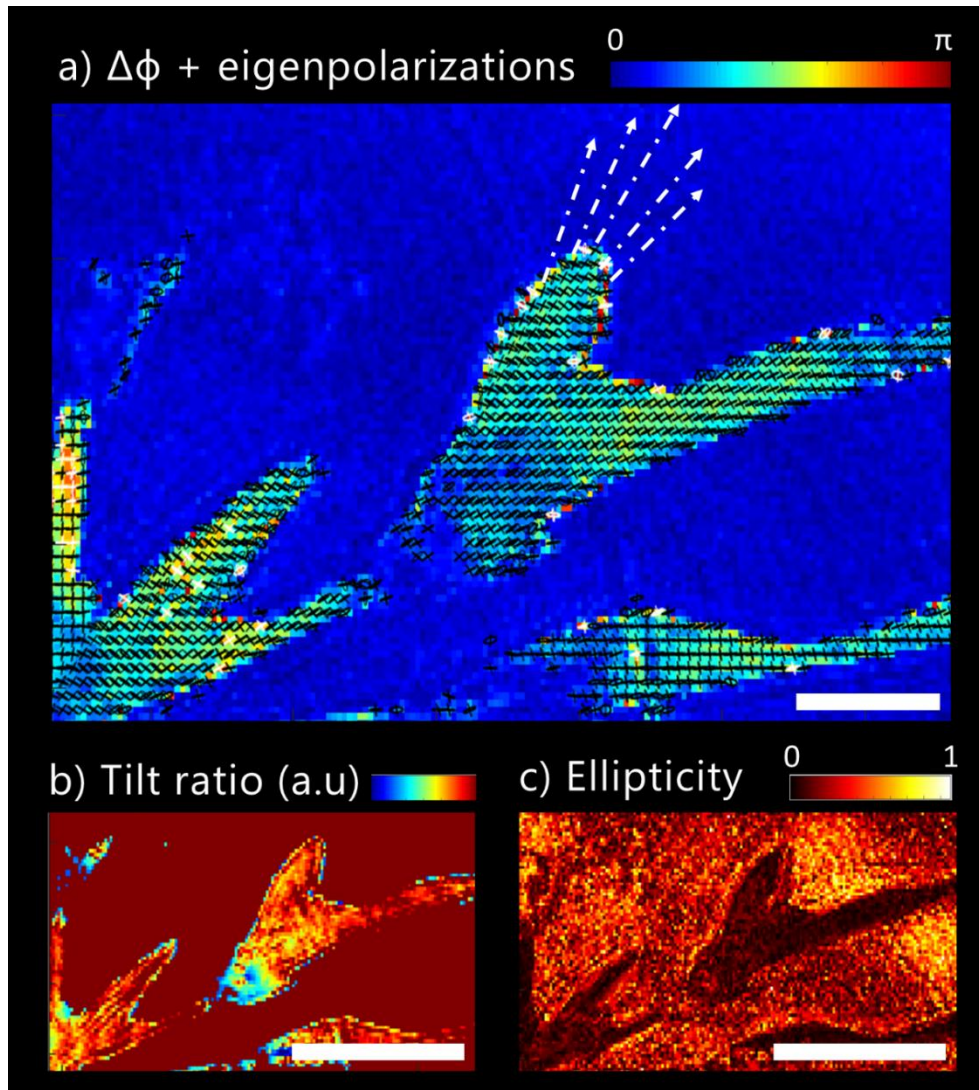 0 π
a) Δϕ + eigenpolarizations
b) Tilt ratio (a.u)
0 1
c) Ellipticity